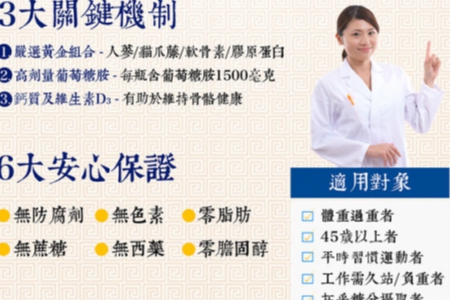 3大關鍵機制
1 嚴選黃金組合 - 人蔘/貓爪藤/軟骨素/膠原蛋白
2 高劑量葡萄糖胺 - 每瓶含葡萄糖胺1500毫克
3 鈣質及維生素D3 - 有助於維持骨骼健康
6大安心保證
無防腐劑 無色素 零脂肪
無蔗糖 無西藥 零膽固醇
適用對象
體重過重者
45歲以上者
平時習慣運動者
工作需久站/負重者